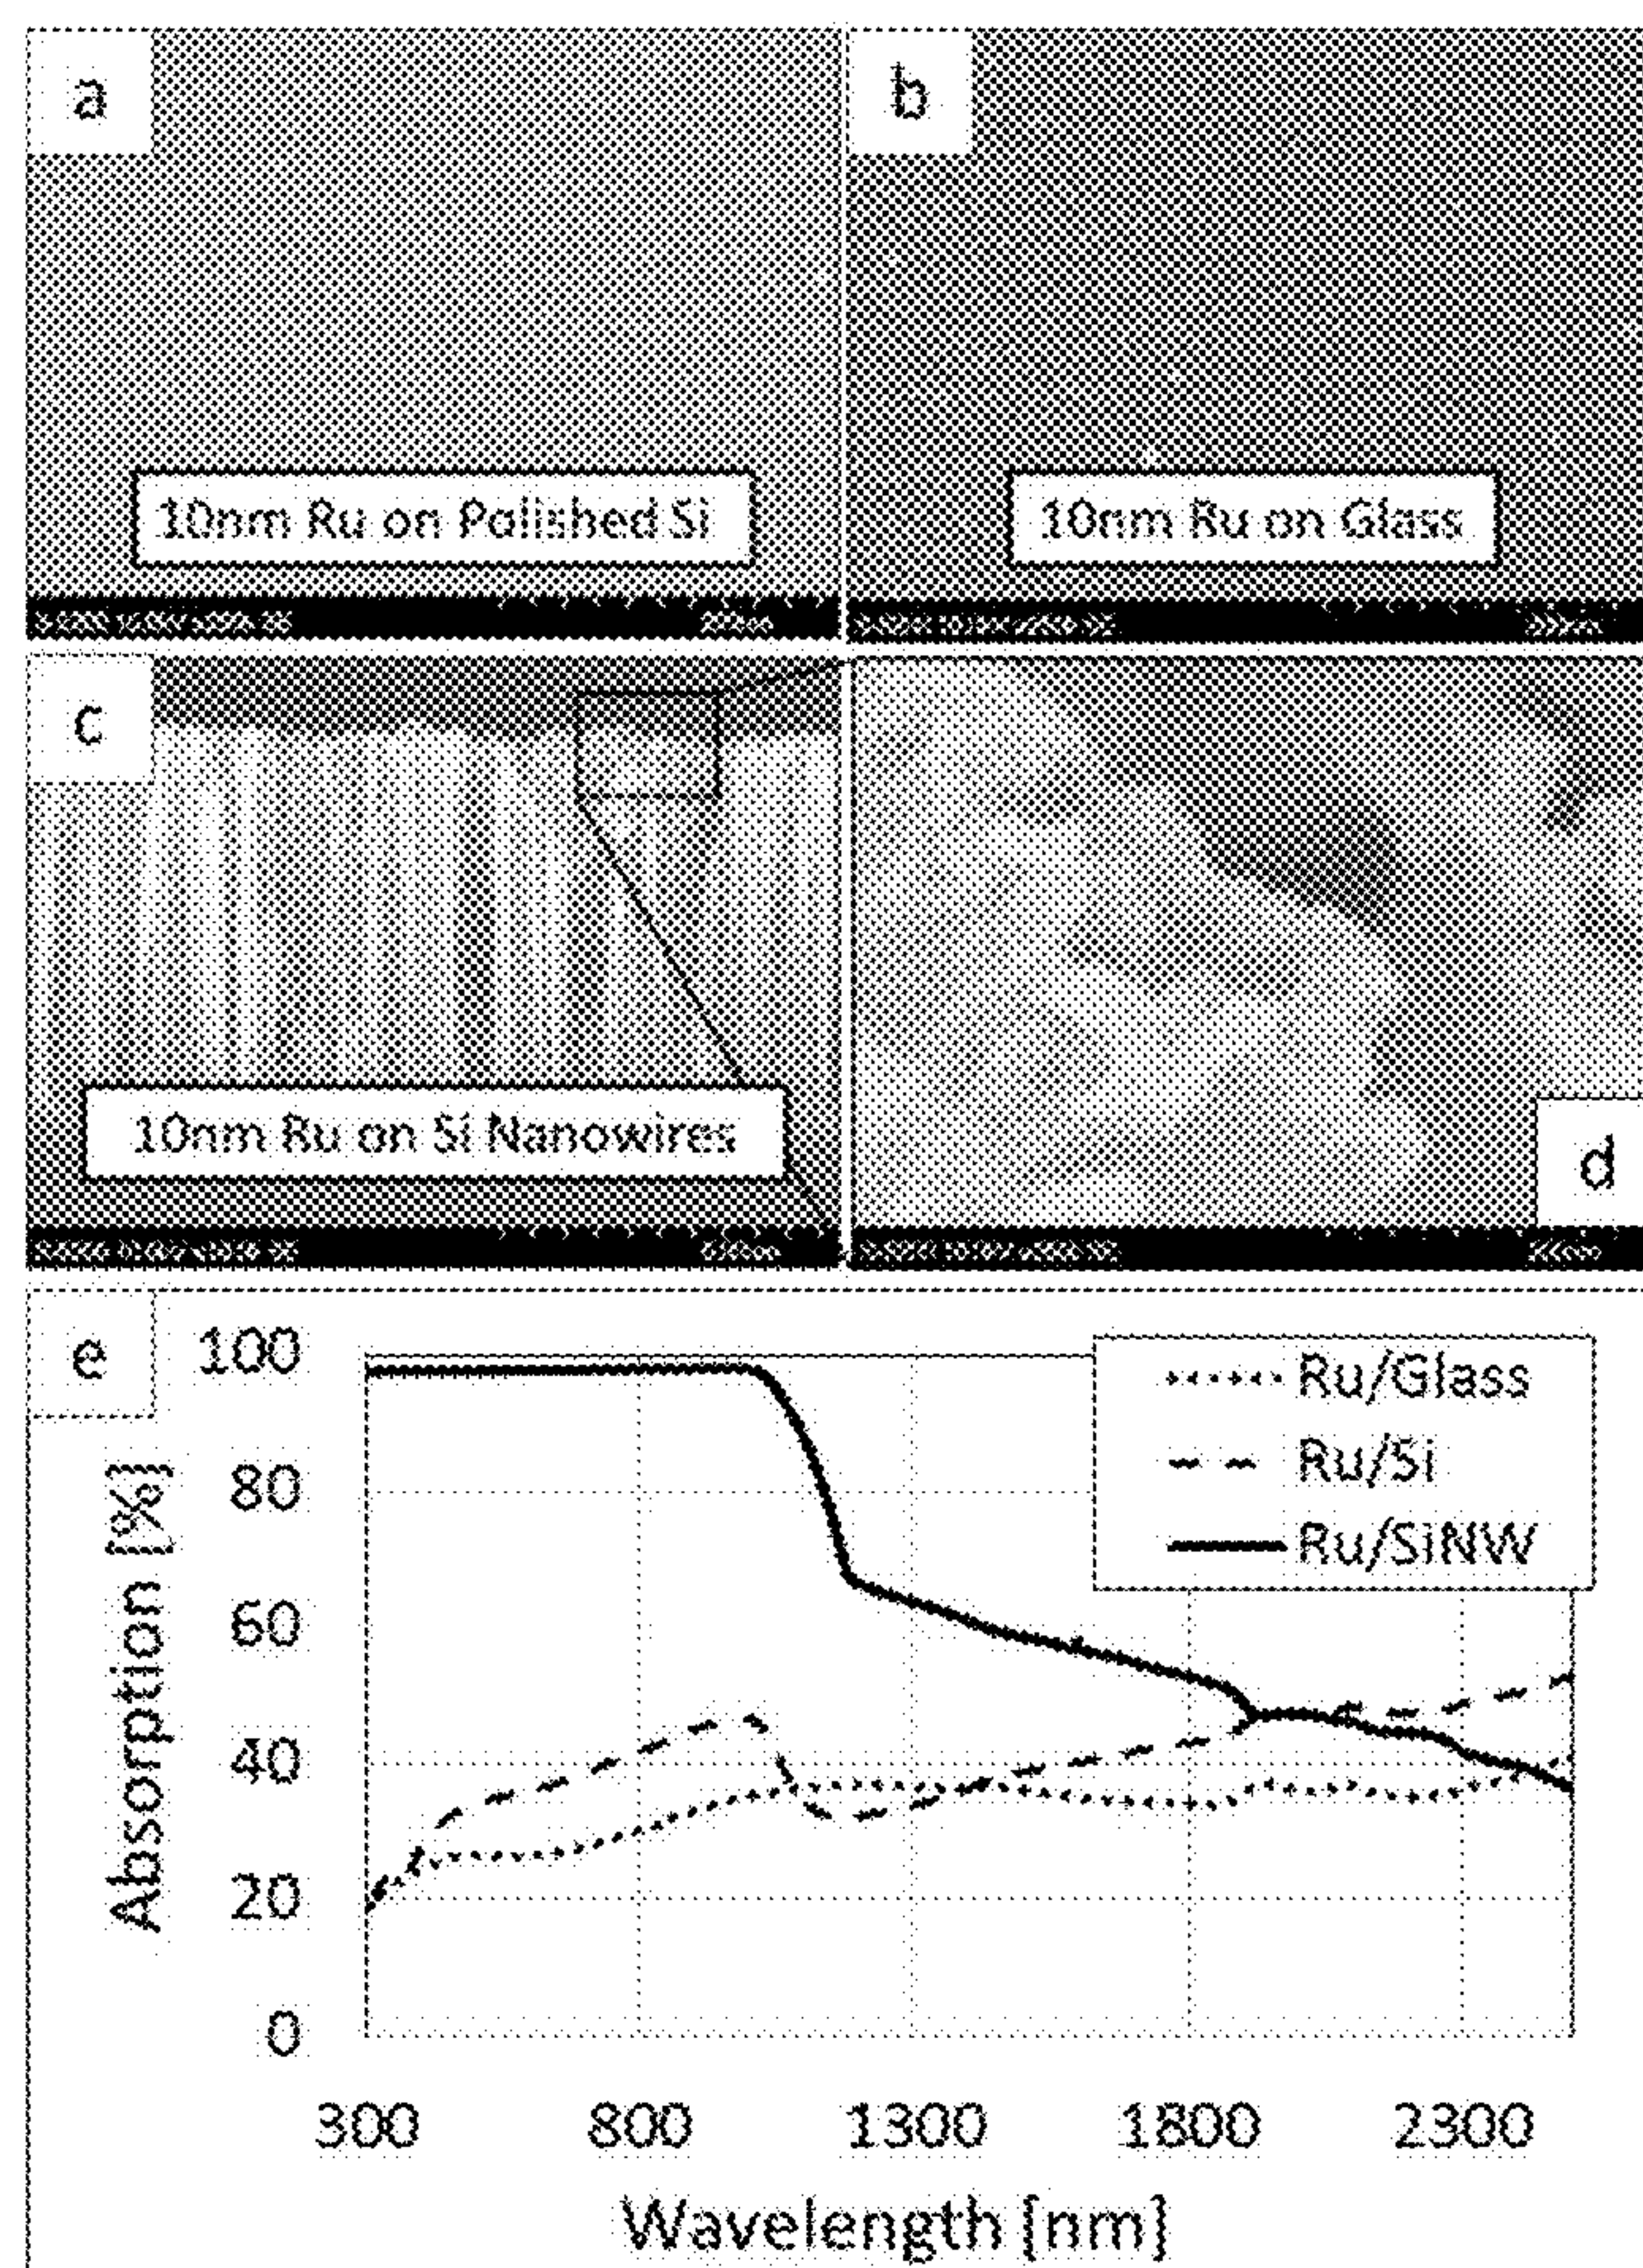 a
b
10nm Ru on Polished Si
10nm Ru on Glass
c
10nm Ru on Si Nanowires
d
e
Absorption [%]
100
80
60
40
20
0
Ru/Glass
Ru/Si
Ru/SiNW
300 800 1300 1800 2300
Wavelength [nm]